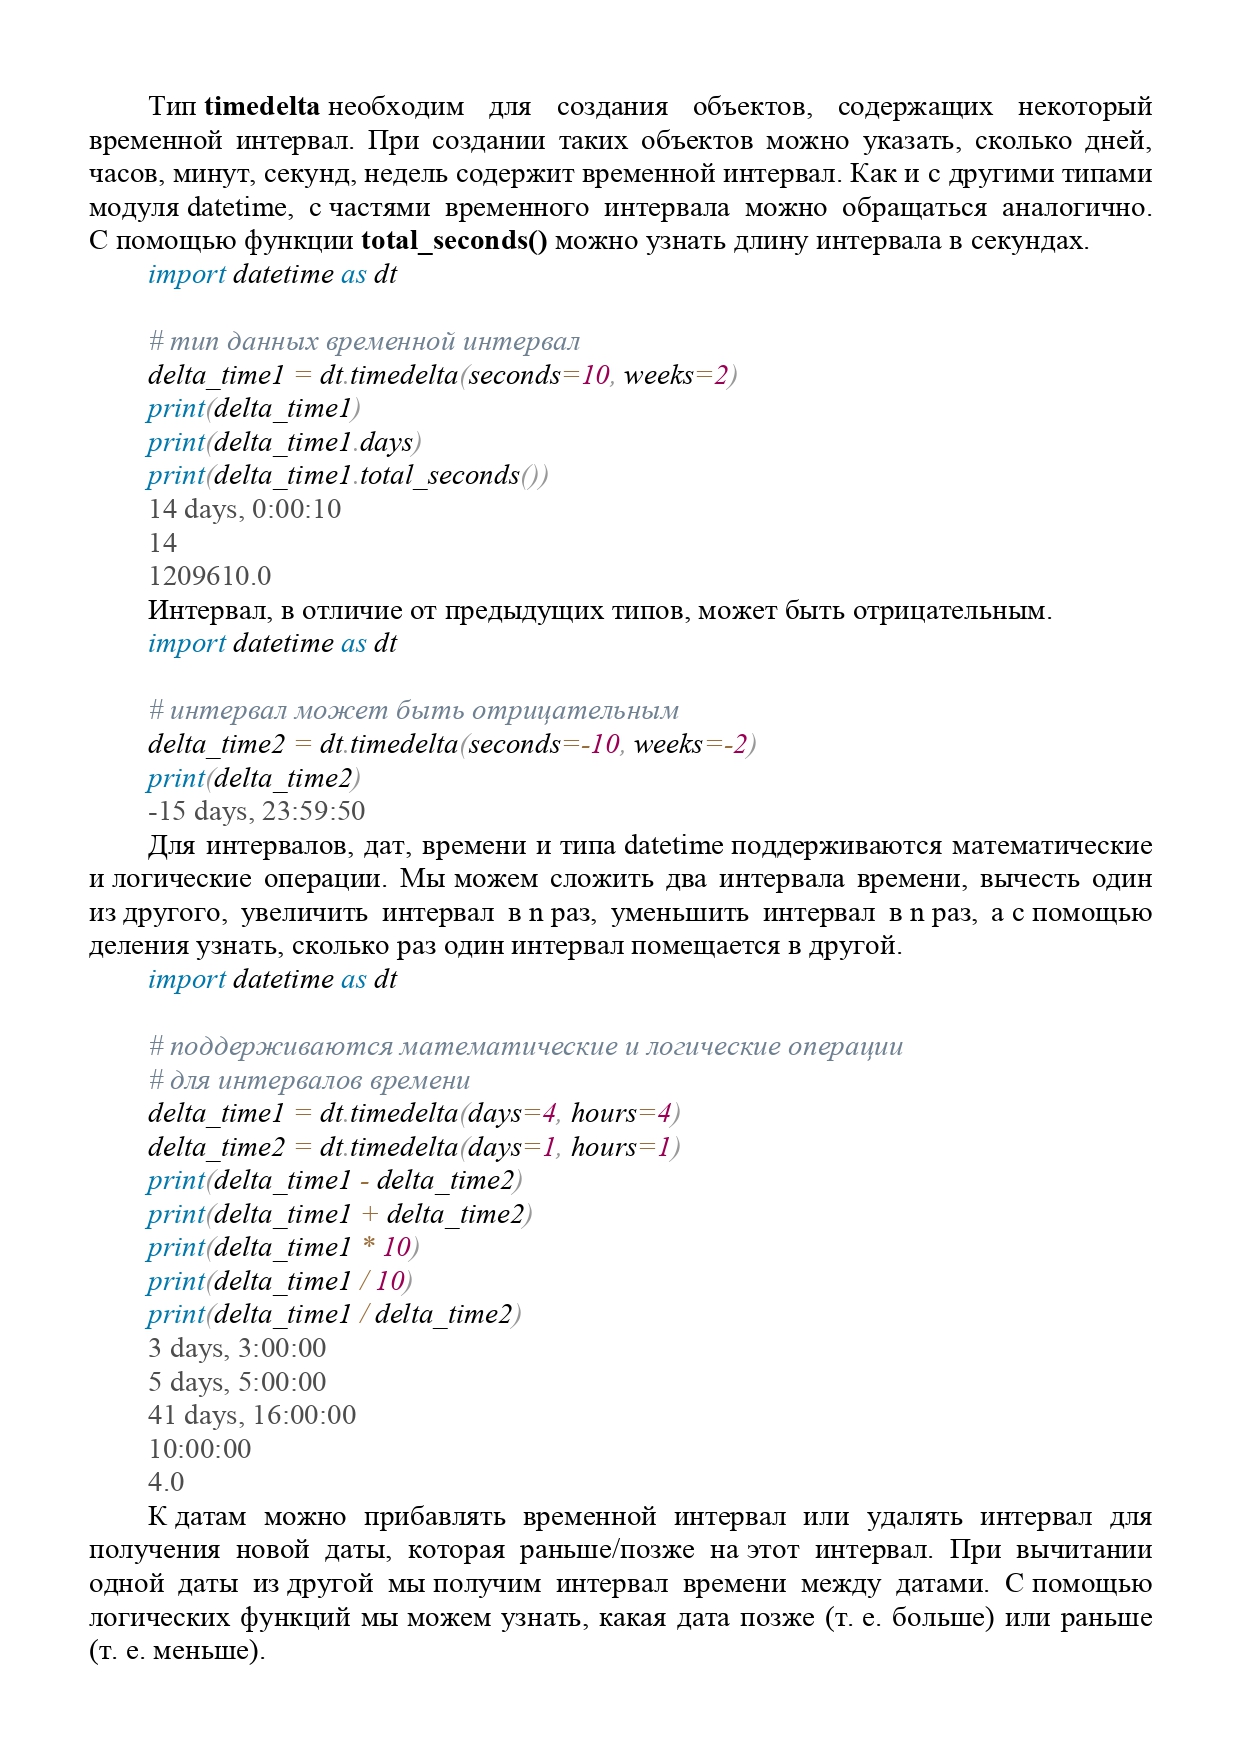 Тип timedelta необходим для создания объектов, содержащих некоторый
временной интервал. При создании таких объектов можно указать, сколько дней,
часов, минут, секунд, недель содержит временной интервал. Как и с другими типами
модуля datetime, с частями временного интервала можно обращаться аналогично.
С помощью функции total_seconds() можно узнать длину интервала в секундах.
import datetime as dt
# тип данных временной интервал
delta_time1 = dt.timedelta(seconds=10, weeks=2)
print(delta_time1)
print(delta_time1.days)
print(delta_time1.total_seconds())
14 days, 0:00:10
14
1209610.0
Интервал, в отличие от предыдущих типов, может быть отрицательным.
import datetime as dt
# интервал может быть отрицательным
delta_time2 = dt.timedelta(seconds=-10, weeks=-2)
print(delta_time2)
-15 days, 23:59:50
Для интервалов, дат, времени и типа datetime поддерживаются математические
и логические операции. Мы можем сложить два интервала времени, вычесть один
из другого, увеличить интервал в n раз, уменьшить интервал в n раз, а с помощью
деления узнать, сколько раз один интервал помещается в другой.
import datetime as dt
# поддерживаются математические и логические операции
# для интервалов времени
delta_time1 = dt.timedelta(days=4, hours=4)
delta_time2 = dt.timedelta(days=1, hours=1)
print(delta_time1 - delta_time2)
print(delta_time1 + delta_time2)
print(delta_time1 * 10)
print(delta_time1 / 10)
print(delta_time1 / delta_time2)
3 days, 3:00:00
5 days, 5:00:00
41 days, 16:00:00
10:00:00
4.0
К датам можно прибавлять временной интервал или удалять интервал для
получения новой даты, которая раньше/позже на этот интервал. При вычитании
одной даты из другой мы получим интервал времени между датами. С помощью
логических функций мы можем узнать, какая дата позже (т. е. больше) или раньше
(т. е. меньше).